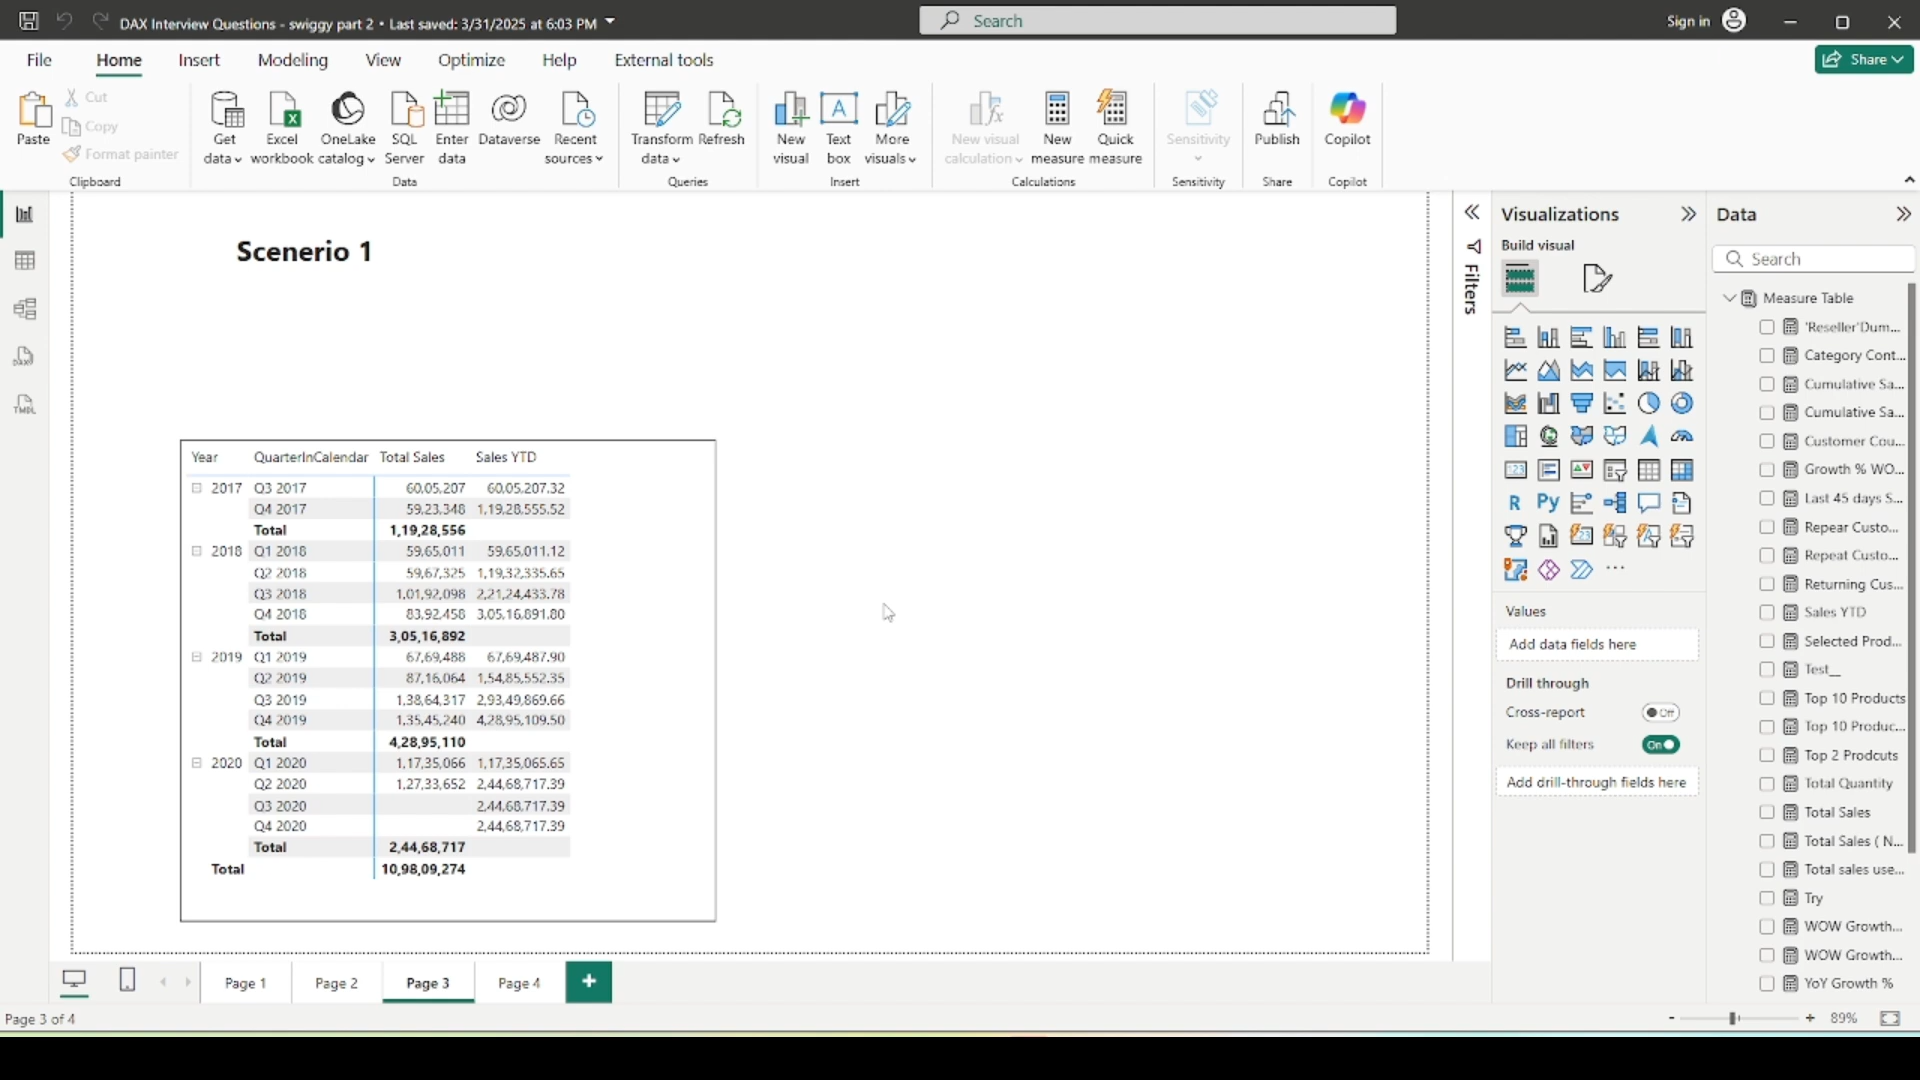 DAX Interview Questions - swiggy part 2 • Last saved: 3/31/2025 at 6:03 PM
Search
Sign in
File Home Insert Modeling View Optimize Help External tools
Share
Paste
Cut
Copy
Format painter
Clipboard
Get data
Excel workbook
OneLake catalog
SQL Server
Enter data
Dataverse
Recent sources
Data
Transform data
Refresh
Queries
New visual
Text box
More visuals
Insert
New visual calculation
New measure
Quick measure
Calculations
Sensitivity
Sensitivity
Publish
Share
Copilot
Copilot
DAX
TMDL
Scenerio 1
Year QuarterInCalendar Total Sales Sales YTD
2017 Q3 2017 60,05,207 60,05,207.32
Q4 2017 59,23,348 1,19,28,555.52
Total 1,19,28,556
2018 Q1 2018 59,65,011 59,65,011.12
Q2 2018 59,67,325 1,19,32,335.65
Q3 2018 1,01,92,098 2,21,24,433.78
Q4 2018 83,92,458 3,05,16,891.80
Total 3,05,16,892
2019 Q1 2019 67,69,488 67,69,487.90
Q2 2019 87,16,064 1,54,85,552.35
Q3 2019 1,38,64,317 2,93,49,869.66
Q4 2019 1,35,45,240 4,28,95,109.50
Total 4,28,95,110
2020 Q1 2020 1,17,35,066 1,17,35,065.65
Q2 2020 1,27,33,652 2,44,68,717.39
Q3 2020 2,44,68,717.39
Q4 2020 2,44,68,717.39
Total 2,44,68,717
Total 10,98,09,274
Filters
Visualizations
Build visual
123
123
R Py
123
Values
Add data fields here
Drill through
Cross-report Off
Keep all filters On
Add drill-through fields here
Data
Search
Measure Table
'Reseller'Dum...
Category Cont...
Cumulative Sa...
Cumulative Sa...
Customer Cou...
Growth % WO...
Last 45 days S...
Repear Custo...
Repeat Custo...
Returning Cus...
Sales YTD
Selected Prod...
Test__
Top 10 Products
Top 10 Produc...
Top 2 Prodcuts
Total Quantity
Total Sales
Total Sales ( N...
Total sales use...
Try
WOW Growth...
WOW Growth...
YoY Growth %
Page 1 Page 2 Page 3 Page 4 +
Page 3 of 4
- + 89%